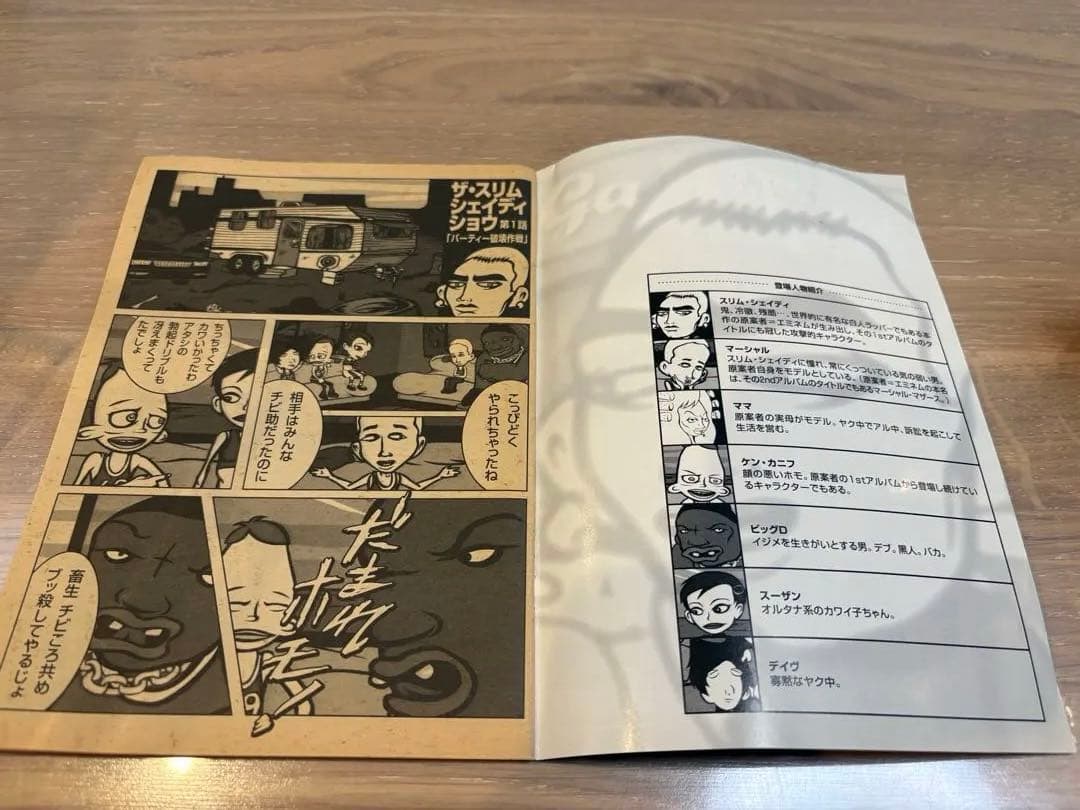 ザ・スリム
シェイディ
ショウ 第1話
「パーティー破壊作戦」
こっぴどく
やられちゃったね
相手はみんな
チビ助だったのに
ちっちゃくて
カワいかったわ
アタシの
勃起ドリブルも
冴えまくって
たでしょ
だまれ
ホモン
畜生 チビころ共め
ブッ殺してやるじょ
Ga
登場人物紹介
スリム・シェイディ
鬼、冷徹、残酷…、世界的に有名な白人ラッパーでもある本
作の原案者＝エミネムが生み出し、その1stアルバムのタ
イトルにも冠した攻撃的キャラクター。
マーシャル
スリム・シェイディに憧れ、常にくっついている気の弱い男。
原案者自身をモデルとしている。（原案者＝エミネムの本名
は、その2ndアルバムのタイトルでもあるマーシャル・マザーズ。）
ママ
原案者の実母がモデル。ヤク中でアル中、訴訟を起こして
生活を営む。
ケン・カニフ
顔の悪いホモ。原案者の1stアルバムから登場し続けてい
るキャラクターでもある。
ビッグD
イジメを生きがいとする男。デブ。黒人。バカ。
スーザン
オルタナ系のカワイ子ちゃん。
デイヴ
寡黙なヤク中。